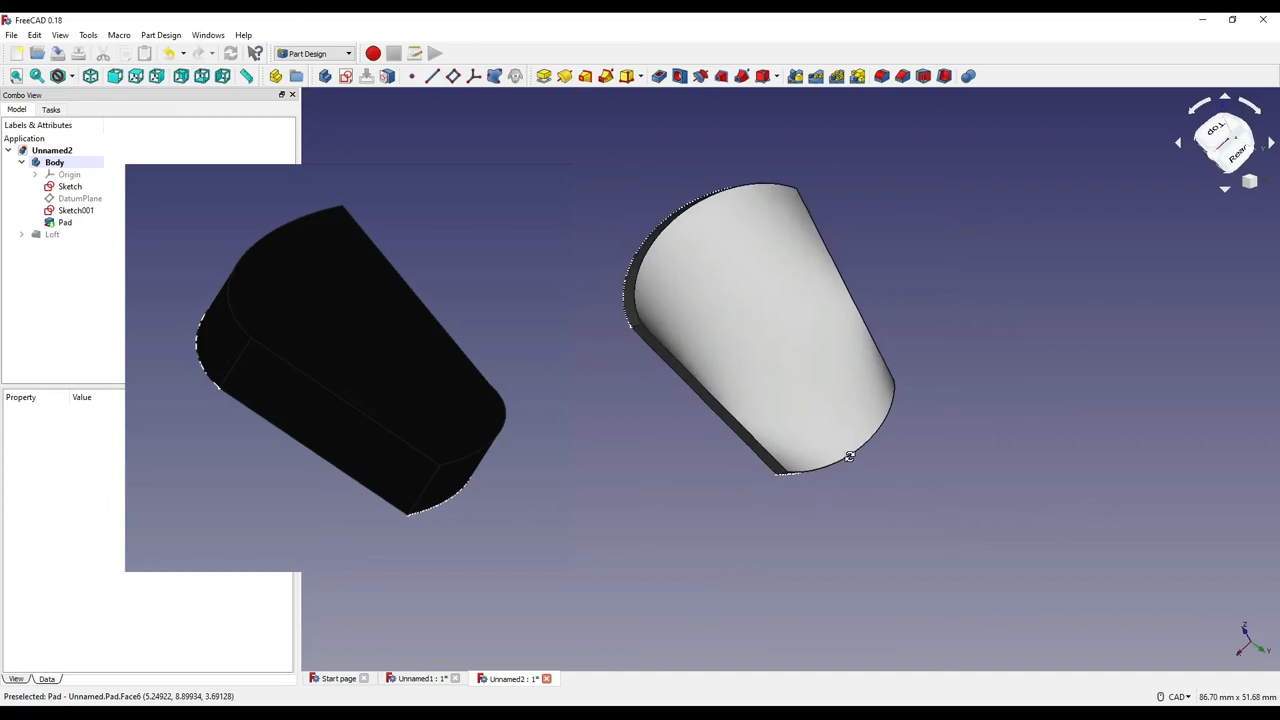 FreeCAD 0.18
File Edit View Tools Macro Part Design Windows Help
Part Design
Combo View
Model Tasks
Labels & Attributes
Application
Unnamed2
Body
Origin
Sketch
DatumPlane
Sketch001
Pad
Loft
Property Value
Top
Rear
Z
Y
View Data
Start page Unnamed1 : 1* Unnamed2 : 1*
Preselected: Pad - Unnamed.Pad.Face6 (5.24922, 8.89934, 3.69128) CAD 86.70 mm x 51.68 mm